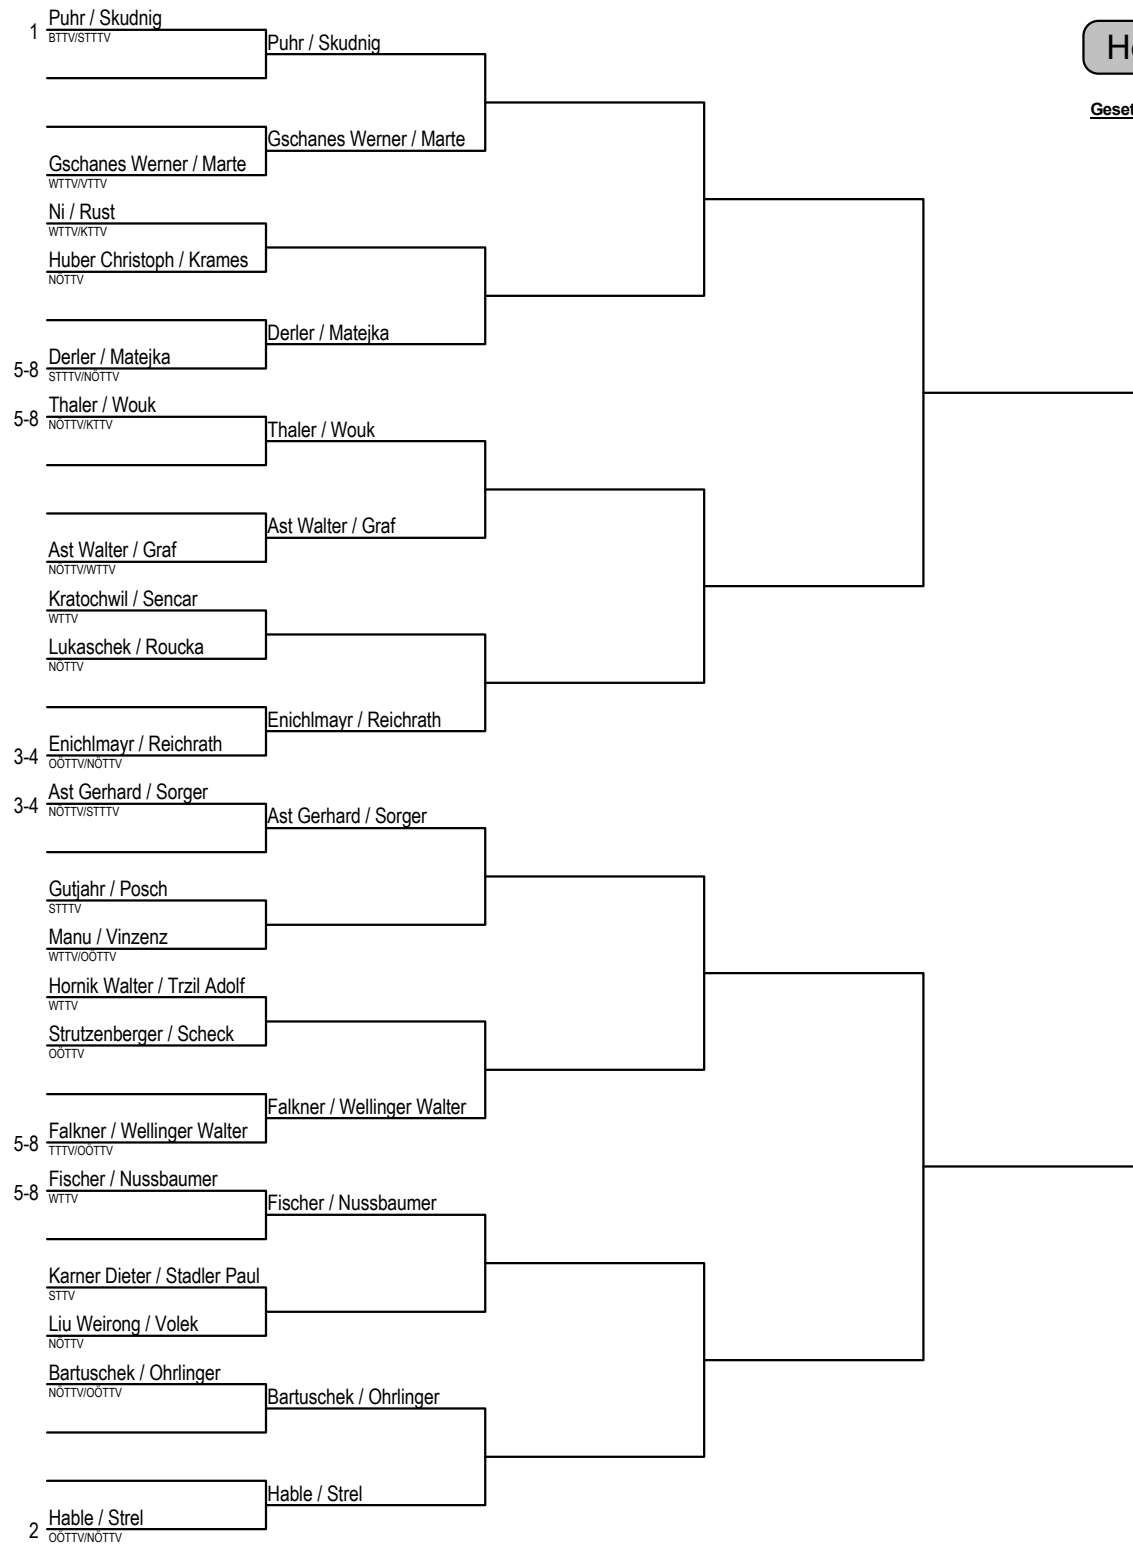 Puhr / Skudnig
1
BTTV/STTTV
Puhr / Skudnig
Gschanes Werner / Marte
Gschanes Werner / Marte
WTTV/VTTV
Ni / Rust
WTTV/KTTV
Huber Christoph / Krames
NÖTTV
Derler / Matejka
Derler / Matejka
5-8
STTTV/NÖTTV
Thaler / Wouk
5-8
NÖTTV/KTTV
Thaler / Wouk
Ast Walter / Graf
Ast Walter / Graf
NÖTTV/WTTV
Kratochwil / Sencar
WTTV
Lukaschek / Roucka
NÖTTV
Enichlmayr / Reichrath
Enichlmayr / Reichrath
3-4
OÖTTV/NÖTTV
Ast Gerhard / Sorger
3-4
NÖTTV/STTTV
Ast Gerhard / Sorger
Gutjahr / Posch
STTTV
Manu / Vinzenz
WTTV/OÖTTV
Hornik Walter / Trzil Adolf
WTTV
Strutzenberger / Scheck
OÖTTV
Falkner / Wellinger Walter
Falkner / Wellinger Walter
5-8
TTTV/OÖTTV
Fischer / Nussbaumer
5-8
WTTV
Fischer / Nussbaumer
Karner Dieter / Stadler Paul
STTV
Liu Weirong / Volek
NÖTTV
Bartuschek / Ohrlinger
NÖTTV/OÖTTV
Bartuschek / Ohrlinger
Hable / Strel
Hable / Strel
2
OÖTTV/NÖTTV